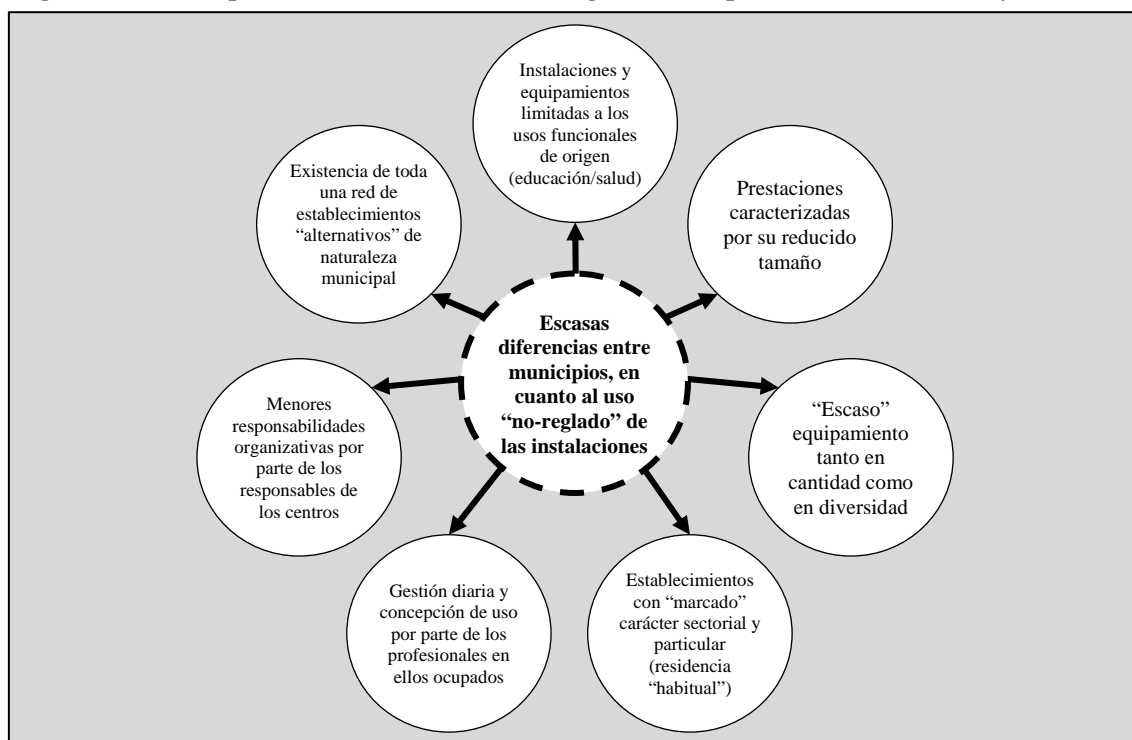 Instalaciones y
equipamientos
limitadas a los
usos funcionales
de origen
(educación/salud)
Prestaciones
caracterizadas
por su reducido
tamaño
“Escaso”
equipamiento
tanto en
cantidad como
en diversidad
Establecimientos
con “marcado”
carácter sectorial y
particular
(residencia
“habitual”)
Gestión diaria y
concepción de uso
por parte de los
profesionales en
ellos ocupados
Menores
responsabilidades
organizativas por
parte de los
responsables de
los centros
Existencia de toda
una red de
establecimientos
“alternativos” de
naturaleza
municipal
Escasas
diferencias entre
municipios, en
cuanto al uso
“no-reglado” de
las instalaciones